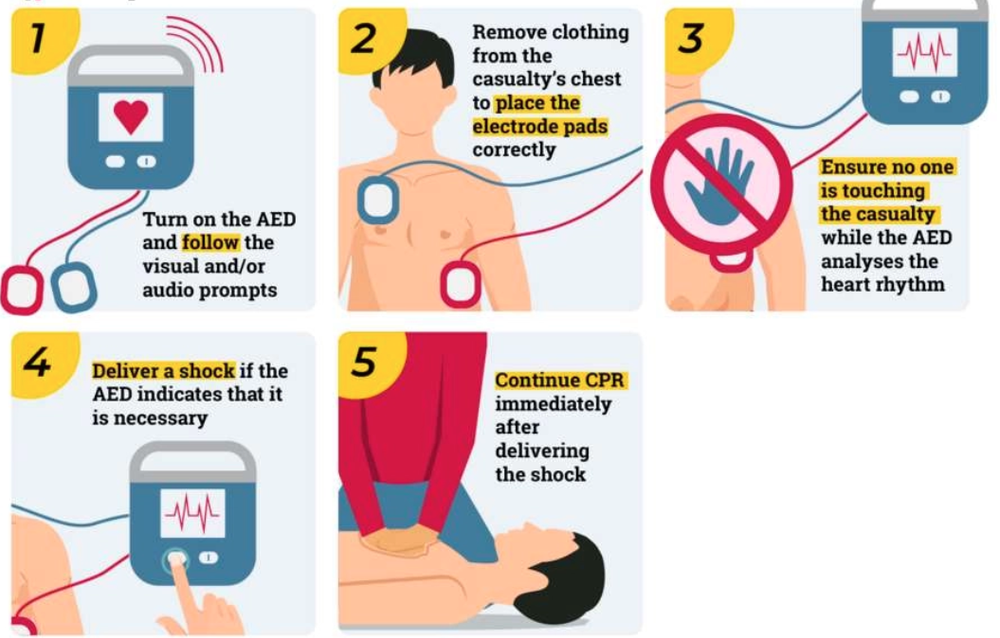 1
Turn on the AED
and follow the
visual and/or
audio prompts
2
Remove clothing
from the
casualty's chest
to place the
electrode pads
correctly
3
Ensure no one
is touching
the casualty
while the AED
analyses the
heart rhythm
4
Deliver a shock if the
AED indicates that it
is necessary
5
Continue CPR
immediately
after
delivering
the shock